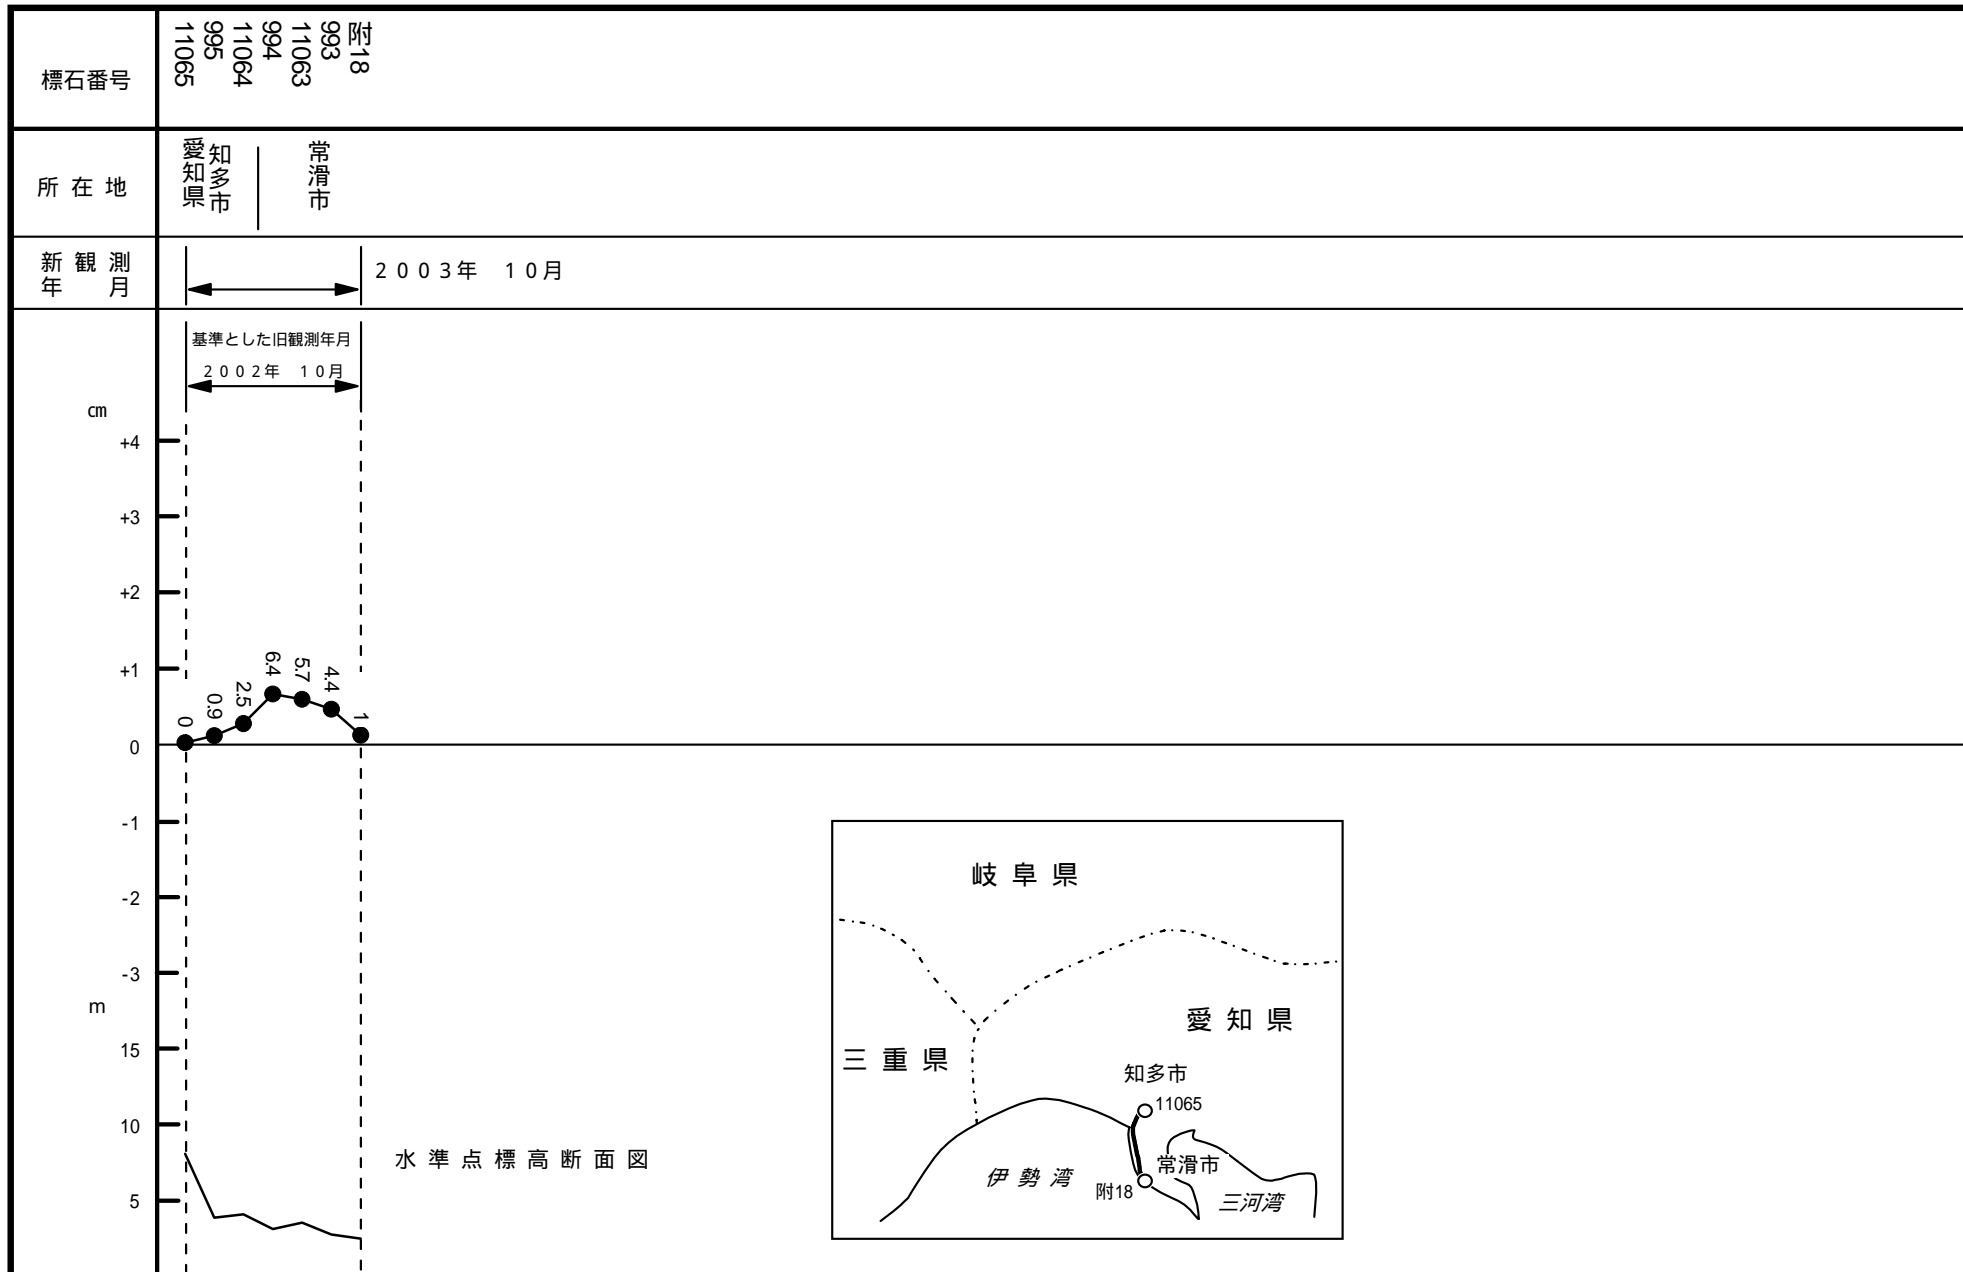 標石番号
11065
995
11064
994
11063
993
附18
所 在 地
愛知県
知多市
常滑市
新 観 測
年 月
2003年 10月
基準とした旧観測年月
2002年 10月
cm
+4
+3
+2
+1
0
-1
-2
-3
0
0.9
2.5
6.4
5.7
4.4
1
m
15
10
5
水準点標高断面図
岐阜県
愛知県
三重県
知多市
11065
常滑市
伊勢湾
附18
三河湾